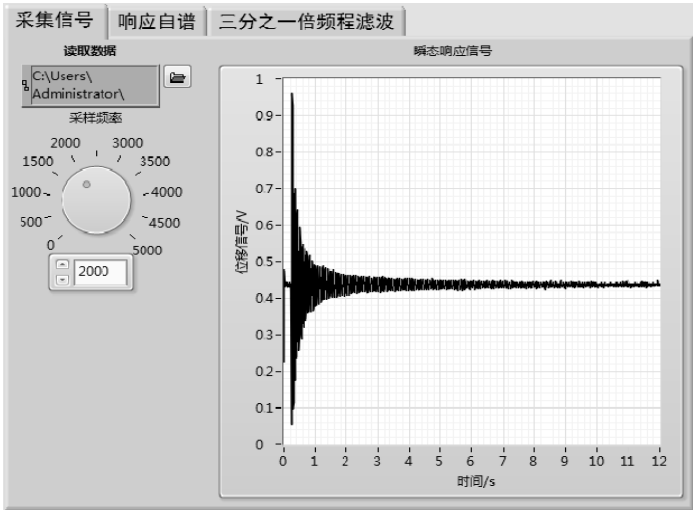 采集信号 响应自谱 三分之一倍频程滤波
读取数据
C:\Users\
Administrator\
采样频率
2000 3000
1500 3500
1000 4000
500 4500
0 5000
2000
瞬态响应信号
1
0.9
0.8
0.7
0.6
0.5
0.4
0.3
0.2
0.1
0
位移信号/V
0 1 2 3 4 5 6 7 8 9 10 11 12
时间/s